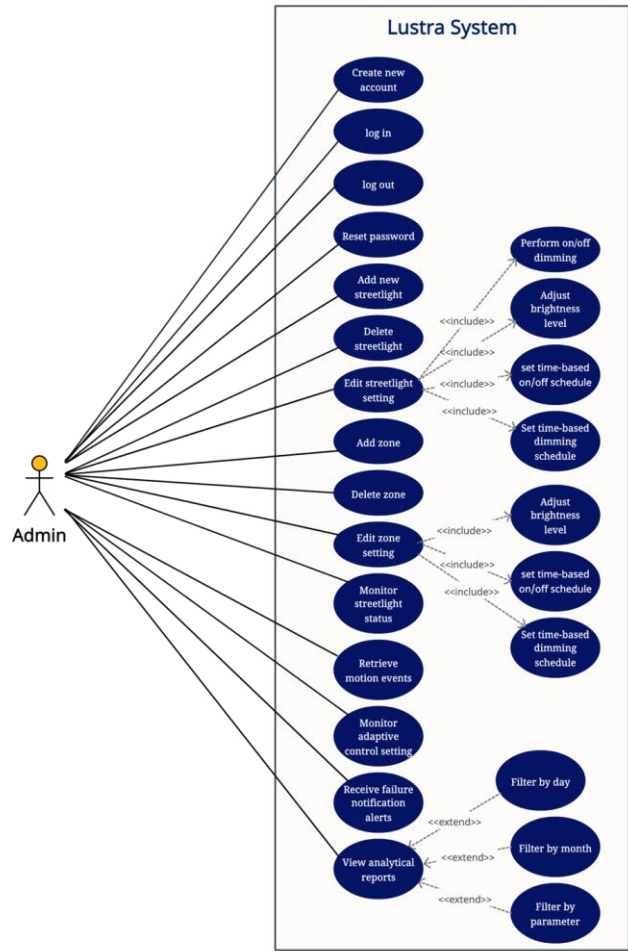 Lustra System
Create new
account
log in
log out
Reset password
Add new
streetlight
Delete
streetlight
Edit streetlight
setting
Add zone
Delete zone
Edit zone
setting
Monitor
streetlight
status
Retrieve
motion events
Monitor
adaptive
control setting
Receive failure
notification
alerts
View analytical
reports
Admin
Perform on/off
dimming
Adjust
brightness
level
set time-based
on/off schedule
Set time-based
dimming
schedule
<<include>>
<<include>>
<<include>>
<<include>>
Adjust
brightness
level
set time-based
on/off schedule
Set time-based
dimming
schedule
<<include>>
<<include>>
<<include>>
Filter by day
Filter by month
Filter by
parameter
<<extend>>
<<extend>>
<<extend>>